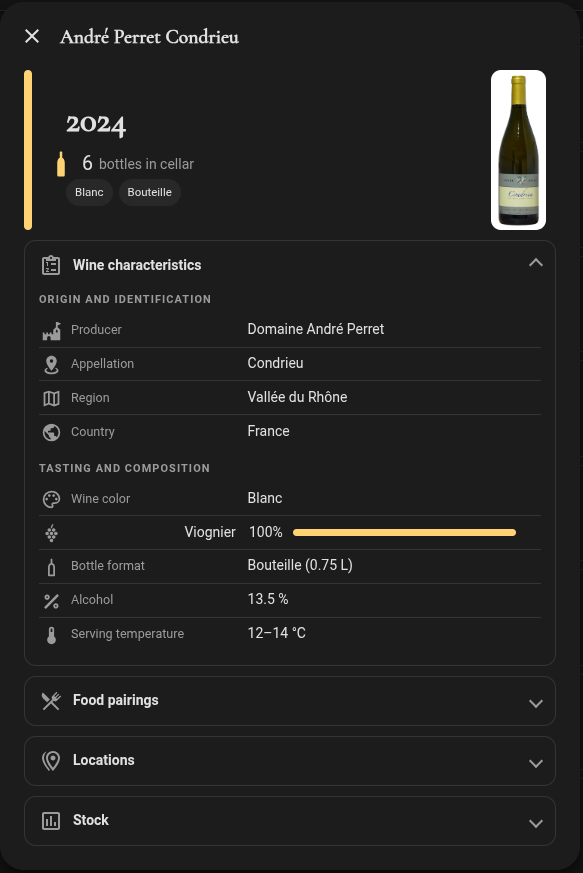 André Perret Condrieu
2024
6 bottles in cellar
Blanc Bouteille
Condrieu
Wine characteristics
ORIGIN AND IDENTIFICATION
Producer Domaine André Perret
Appellation Condrieu
Region Vallée du Rhône
Country France
TASTING AND COMPOSITION
Wine color Blanc
Viognier 100%
Bottle format Bouteille (0.75 L)
Alcohol 13.5 %
Serving temperature 12–14 °C
Food pairings
Locations
Stock